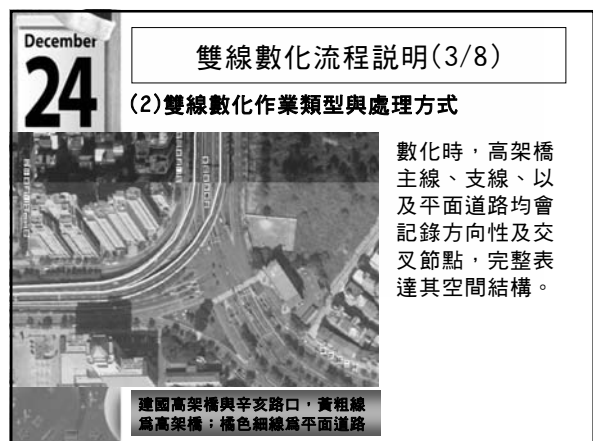 December
24
雙線數化流程說明(3/8)
(2)雙線數化作業類型與處理方式
數化時，高架橋
主線、支線、以
及平面道路均會
記錄方向性及交
叉節點，完整表
達其空間結構。
建國高架橋與辛亥路口，黃粗線
為高架橋；橘色細線為平面道路